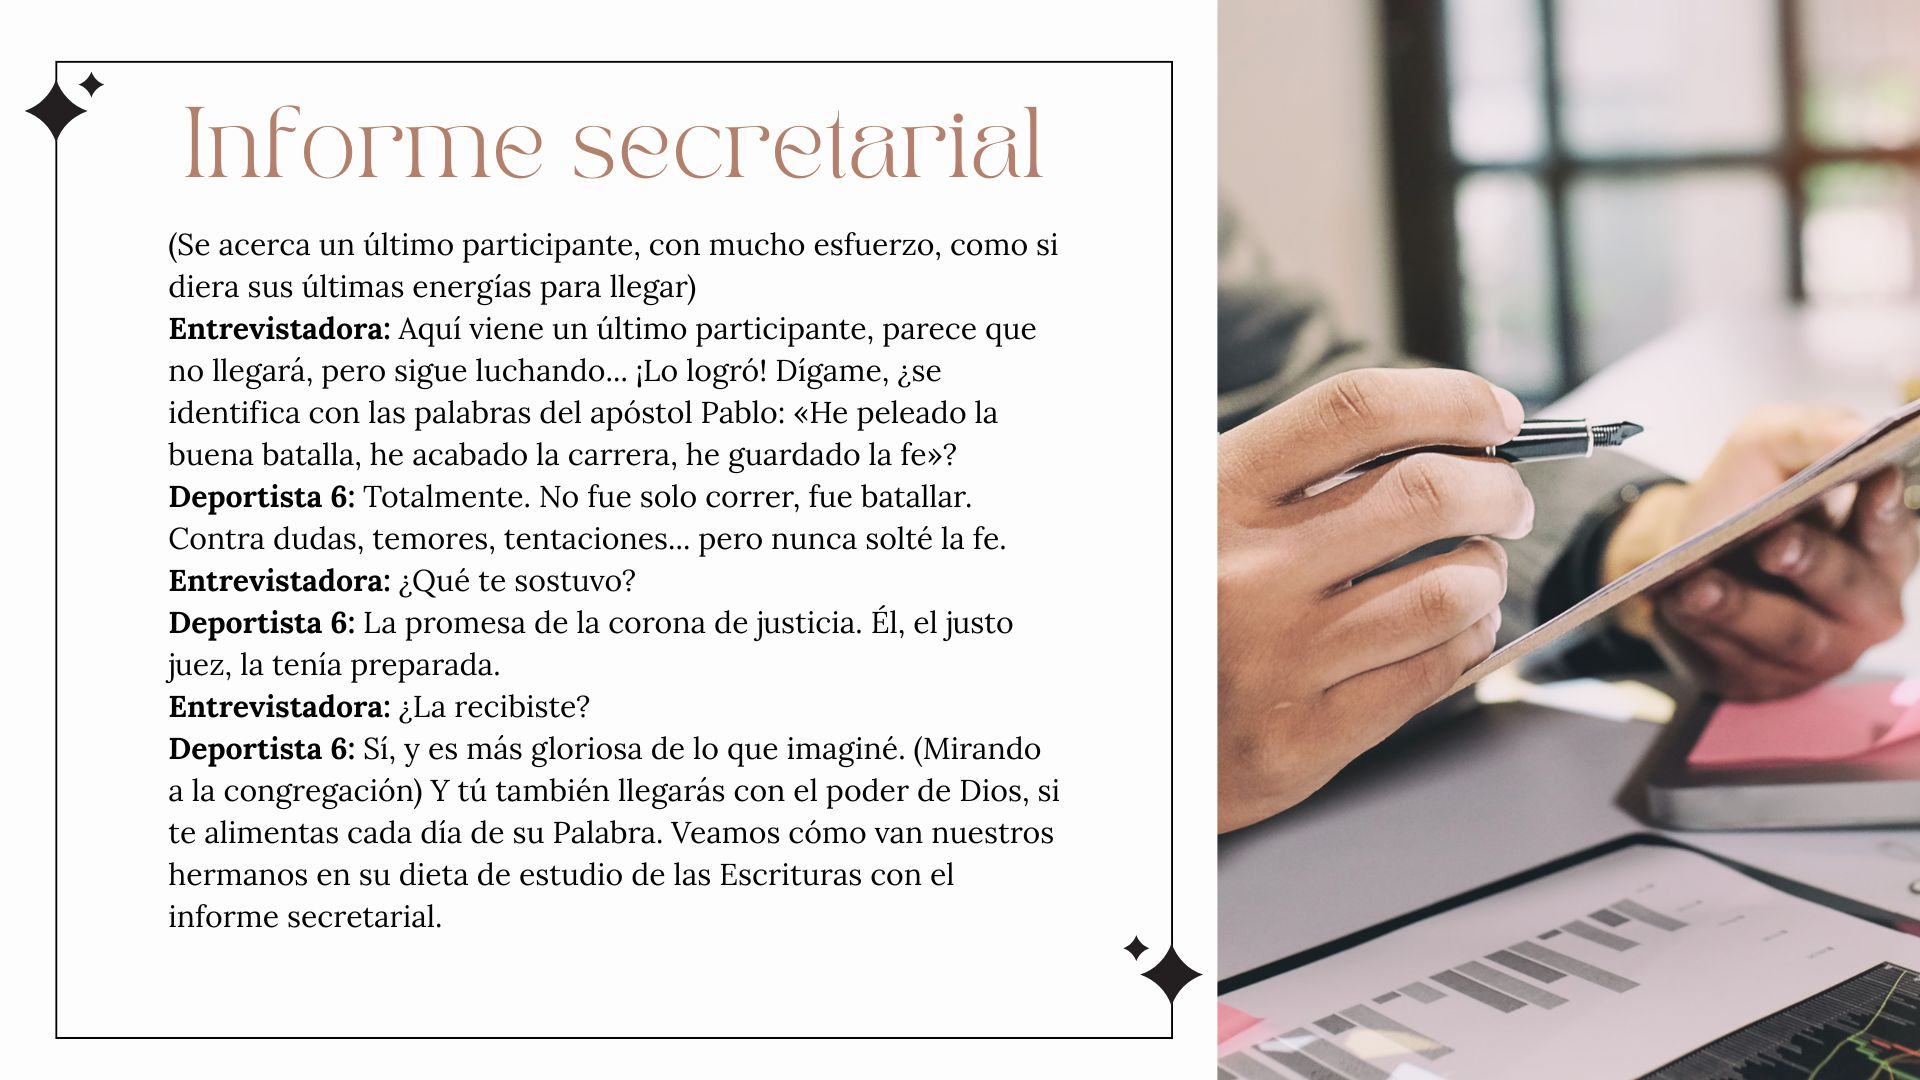 Informe secretarial
(Se acerca un último participante, con mucho esfuerzo, como si
diera sus últimas energías para llegar)
Entrevistadora: Aquí viene un último participante, parece que
no llegará, pero sigue luchando... ¡Lo logró! Dígame, ¿se
identifica con las palabras del apóstol Pablo: «He peleado la
buena batalla, he acabado la carrera, he guardado la fe»?
Deportista 6: Totalmente. No fue solo correr, fue batallar.
Contra dudas, temores, tentaciones... pero nunca solté la fe.
Entrevistadora: ¿Qué te sostuvo?
Deportista 6: La promesa de la corona de justicia. Él, el justo
juez, la tenía preparada.
Entrevistadora: ¿La recibiste?
Deportista 6: Sí, y es más gloriosa de lo que imaginé. (Mirando
a la congregación) Y tú también llegarás con el poder de Dios, si
te alimentas cada día de su Palabra. Veamos cómo van nuestros
hermanos en su dieta de estudio de las Escrituras con el
informe secretarial.